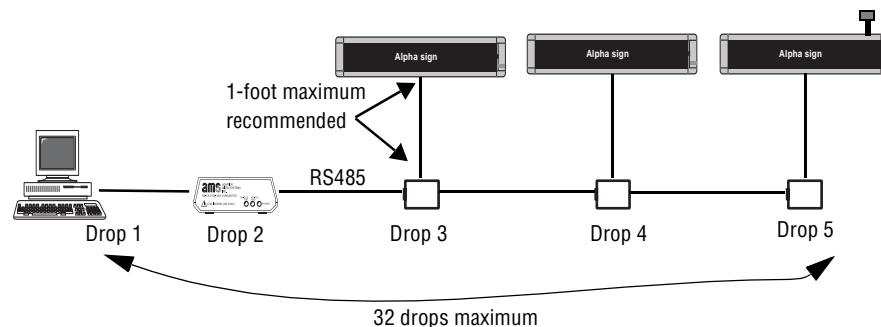 Alpha sign
Alpha sign
Alpha sign
1-foot maximum
recommended
RS485
ams
Drop 1
Drop 2
Drop 3
Drop 4
Drop 5
32 drops maximum